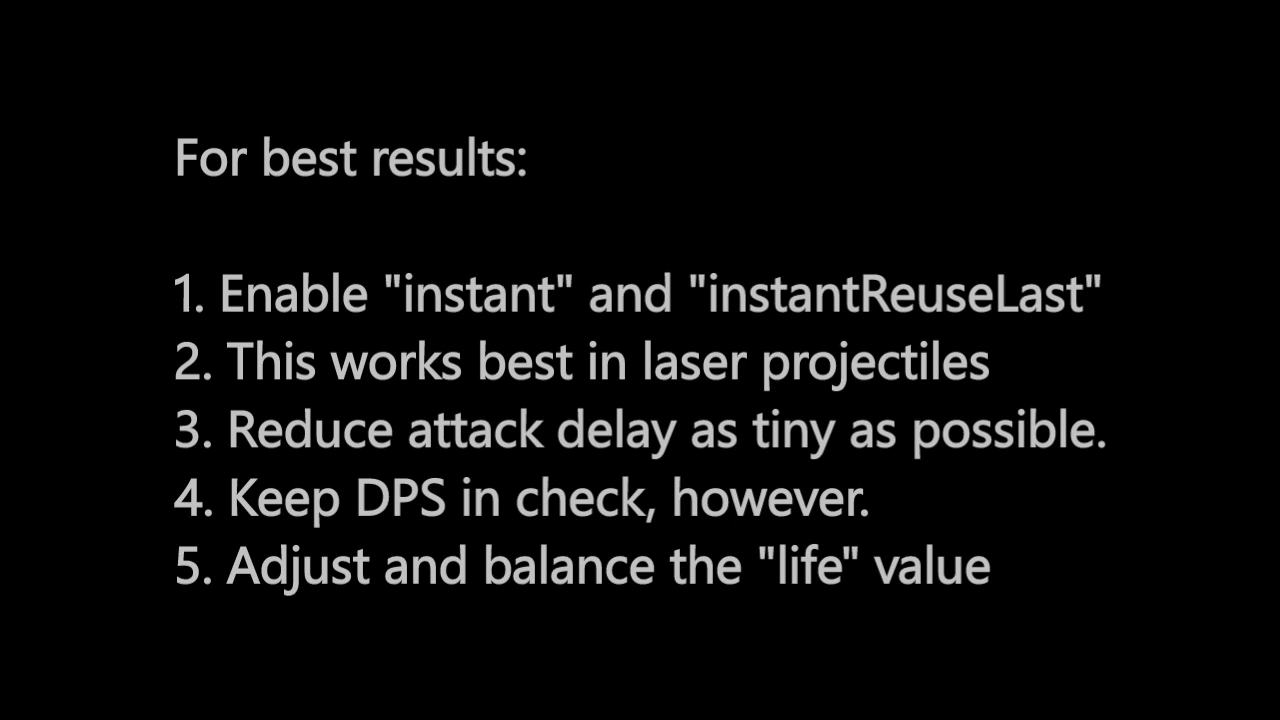 For best results:
1. Enable "instant" and "instantReuseLast"
2. This works best in laser projectiles
3. Reduce attack delay as tiny as possible.
4. Keep DPS in check, however.
5. Adjust and balance the "life" value